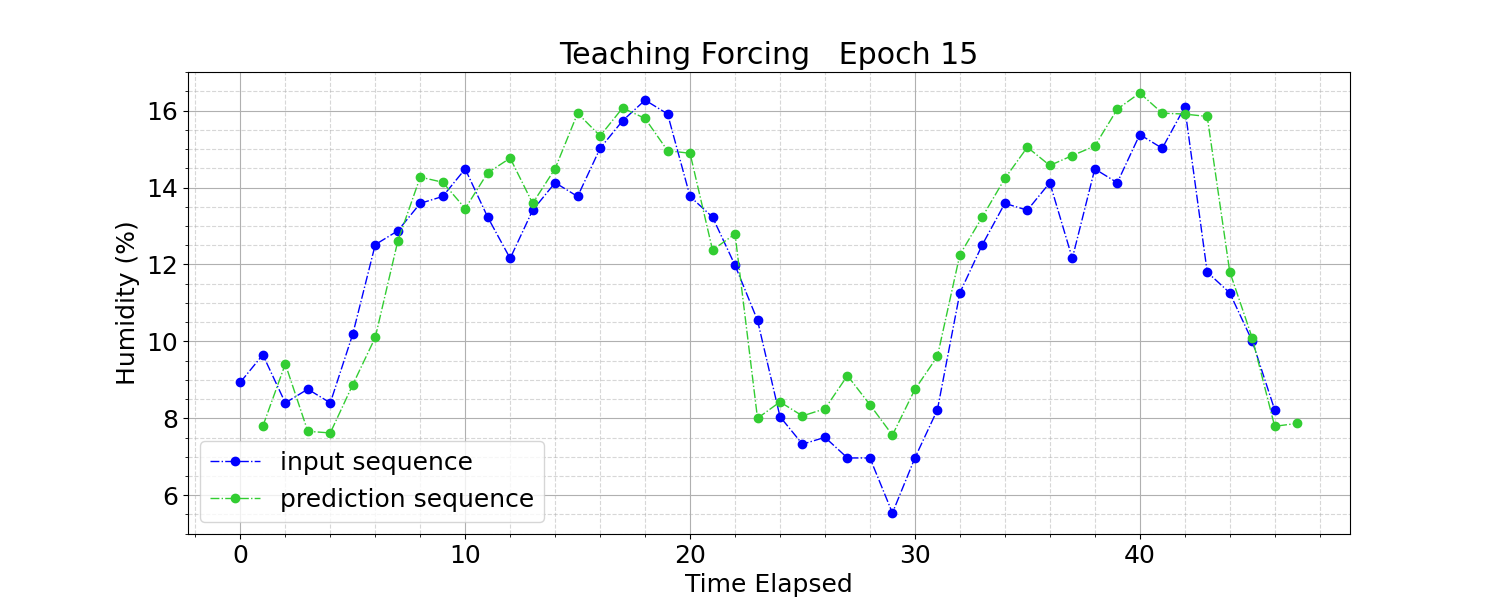 Teaching Forcing   Epoch 15
Humidity (%)
16
14
12
10
8
6
input sequence
prediction sequence
0 10 20 30 40
Time Elapsed